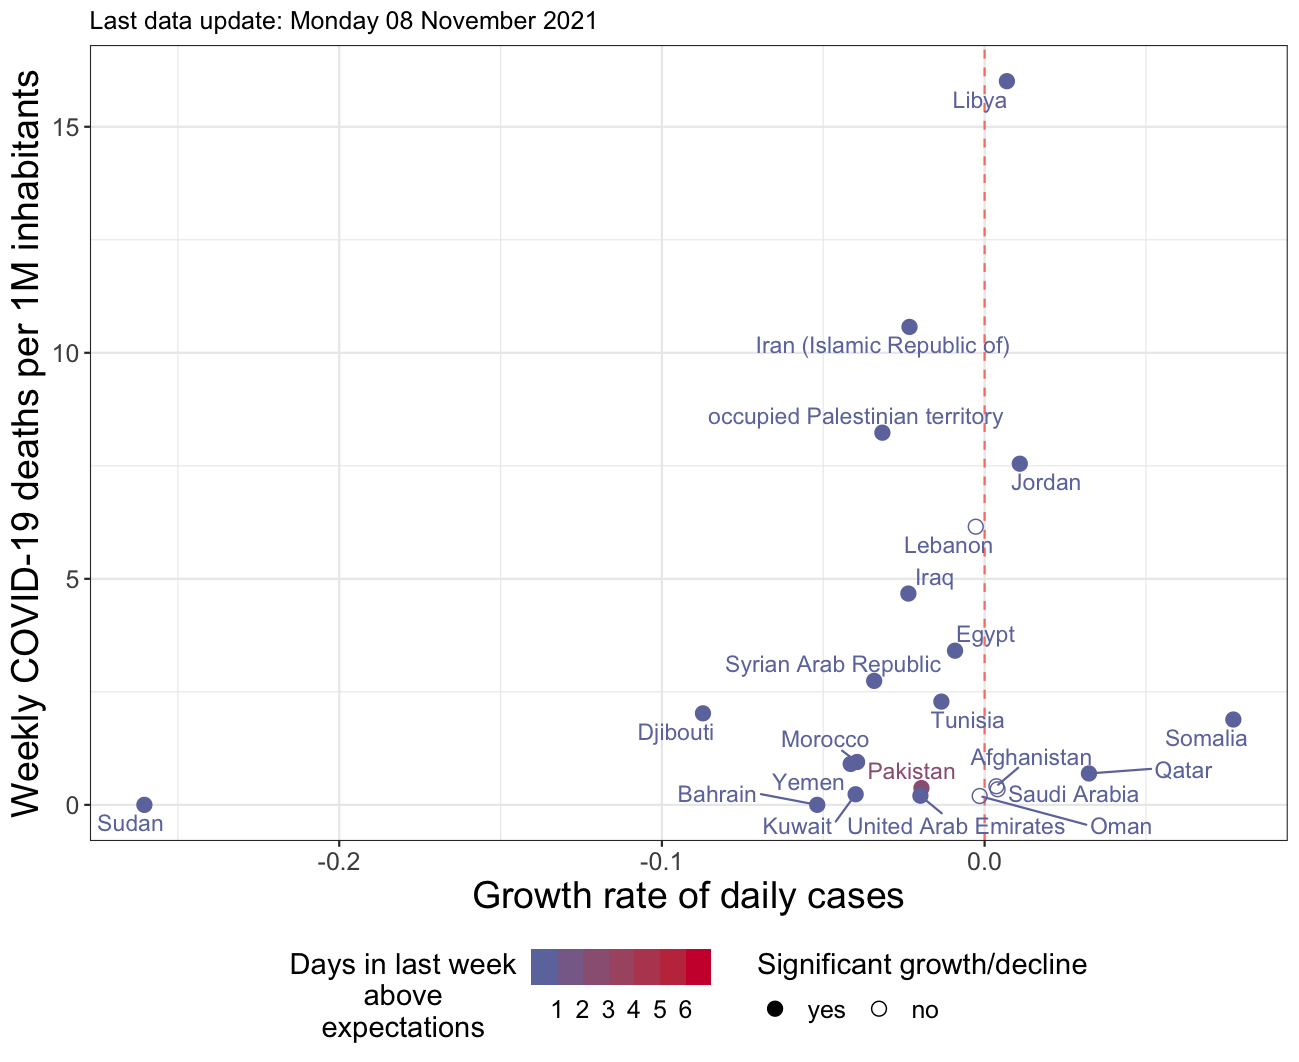 Last data update: Monday 08 November 2021
Weekly COVID-19 deaths per 1M inhabitants
15
10
5
0
Libya
Iran (Islamic Republic of)
occupied Palestinian territory
Jordan
Lebanon
Iraq
Egypt
Syrian Arab Republic
Tunisia
Djibouti
Somalia
Morocco
Afghanistan
Pakistan
Qatar
Yemen
Bahrain
Saudi Arabia
Sudan
Kuwait
United Arab Emirates
Oman
-0.2
-0.1
0.0
Growth rate of daily cases
Days in last week
above
expectations
1 2 3 4 5 6
Significant growth/decline
yes
no